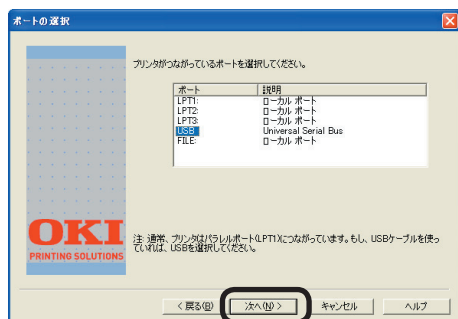 ポートの選択
プリンタがつながっているポートを選択してください。
ポート 説明
LPT1: ローカル ポート
LPT2: ローカル ポート
LPT3: ローカル ポート
USB Universal Serial Bus
FILE: ローカル ポート
OKI
PRINTING SOLUTIONS
注: 通常、プリンタはパラレルポート(LPT1)につながっています。もし、USBケーブルを使っ
ていれば、USBを選択してください。
< 戻る(B) 次へ(N) > キャンセル ヘルプ